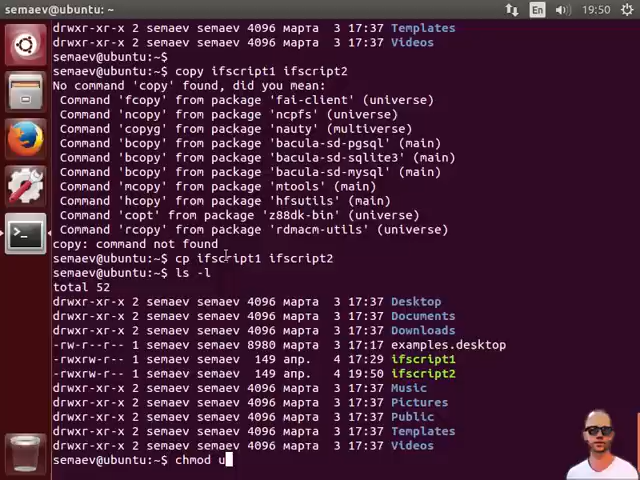 semaev@ubuntu: ~
En
19:50
drwxr-xr-x 2 semaev semaev 4096 марта  3 17:37 Templates
drwxr-xr-x 2 semaev semaev 4096 марта  3 17:37 Videos
semaev@ubuntu:~$
semaev@ubuntu:~$ copy ifscript1 ifscript2
No command 'copy' found, did you mean:
 Command 'fcopy' from package 'fai-client' (universe)
 Command 'ncopy' from package 'ncpfs' (universe)
 Command 'copyg' from package 'nauty' (multiverse)
 Command 'bcopy' from package 'bacula-sd-pgsql' (main)
 Command 'bcopy' from package 'bacula-sd-sqlite3' (main)
 Command 'bcopy' from package 'bacula-sd-mysql' (main)
 Command 'mcopy' from package 'mtools' (main)
 Command 'hcopy' from package 'hfsutils' (main)
 Command 'copt' from package 'z88dk-bin' (universe)
 Command 'rcopy' from package 'rdmacm-utils' (universe)
copy: command not found
semaev@ubuntu:~$ cp ifscript1 ifscript2
semaev@ubuntu:~$ ls -l
total 52
drwxr-xr-x 2 semaev semaev 4096 марта  3 17:37 Desktop
drwxr-xr-x 2 semaev semaev 4096 марта  3 17:37 Documents
drwxr-xr-x 2 semaev semaev 4096 марта  3 17:37 Downloads
-rw-r--r-- 1 semaev semaev 8980 марта  3 17:17 examples.desktop
-rwxrw-r-- 1 semaev semaev  149 апр.   4 17:29 ifscript1
-rwxrw-r-- 1 semaev semaev  149 апр.   4 19:50 ifscript2
drwxr-xr-x 2 semaev semaev 4096 марта  3 17:37 Music
drwxr-xr-x 2 semaev semaev 4096 марта  3 17:37 Pictures
drwxr-xr-x 2 semaev semaev 4096 марта  3 17:37 Public
drwxr-xr-x 2 semaev semaev 4096 марта  3 17:37 Templates
drwxr-xr-x 2 semaev semaev 4096 марта  3 17:37 Videos
semaev@ubuntu:~$ chmod u